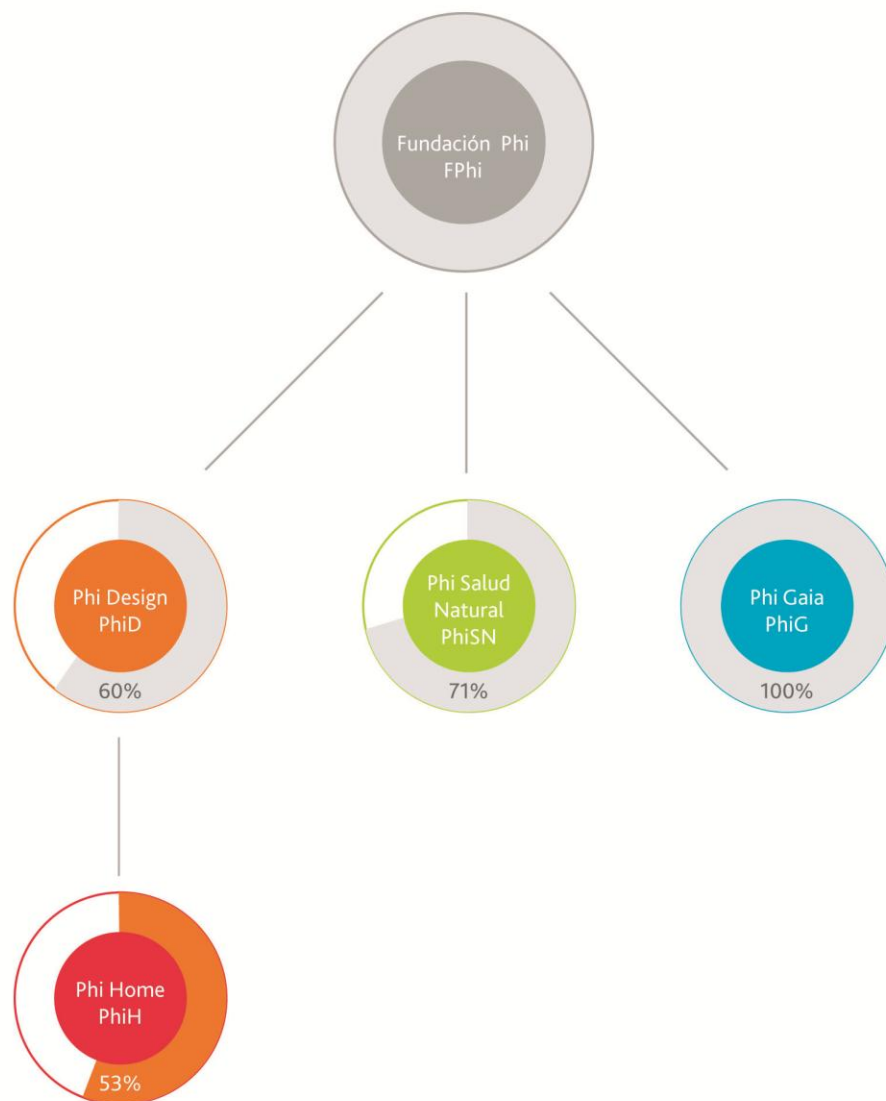 Fundación Phi
FPhi
Phi Design
PhiD
60%
Phi Salud
Natural
PhiSN
71%
Phi Gaia
PhiG
100%
Phi Home
PhiH
53%